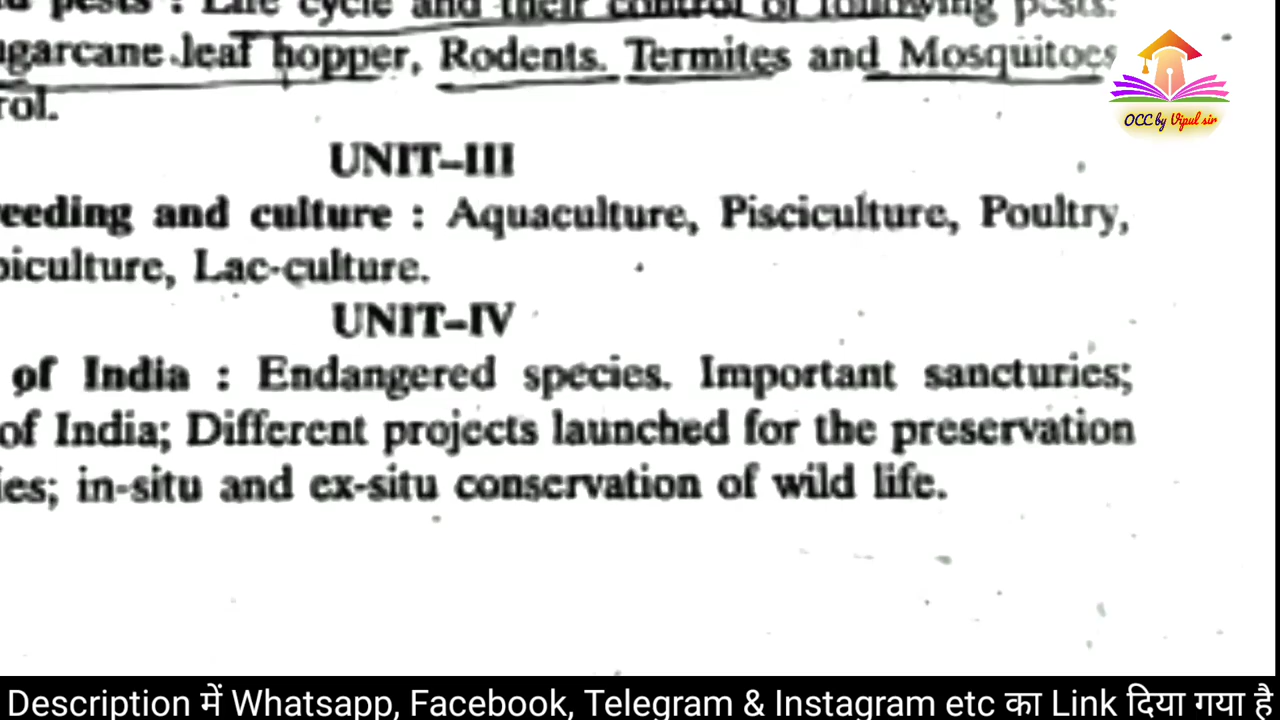 pests : Life cycle and their control of following pests:
garcane leaf hopper, Rodents. Termites and Mosquitoes
rol.
UNIT–III
reeding and culture : Aquaculture, Pisciculture, Poultry,
piculture, Lac-culture.
UNIT–IV
of India : Endangered species. Important sancturies;
of India; Different projects launched for the preservation
ies; in-situ and ex-situ conservation of wild life.
OCC by Vipul sir
Description में Whatsapp, Facebook, Telegram & Instagram etc का Link दिया गया है